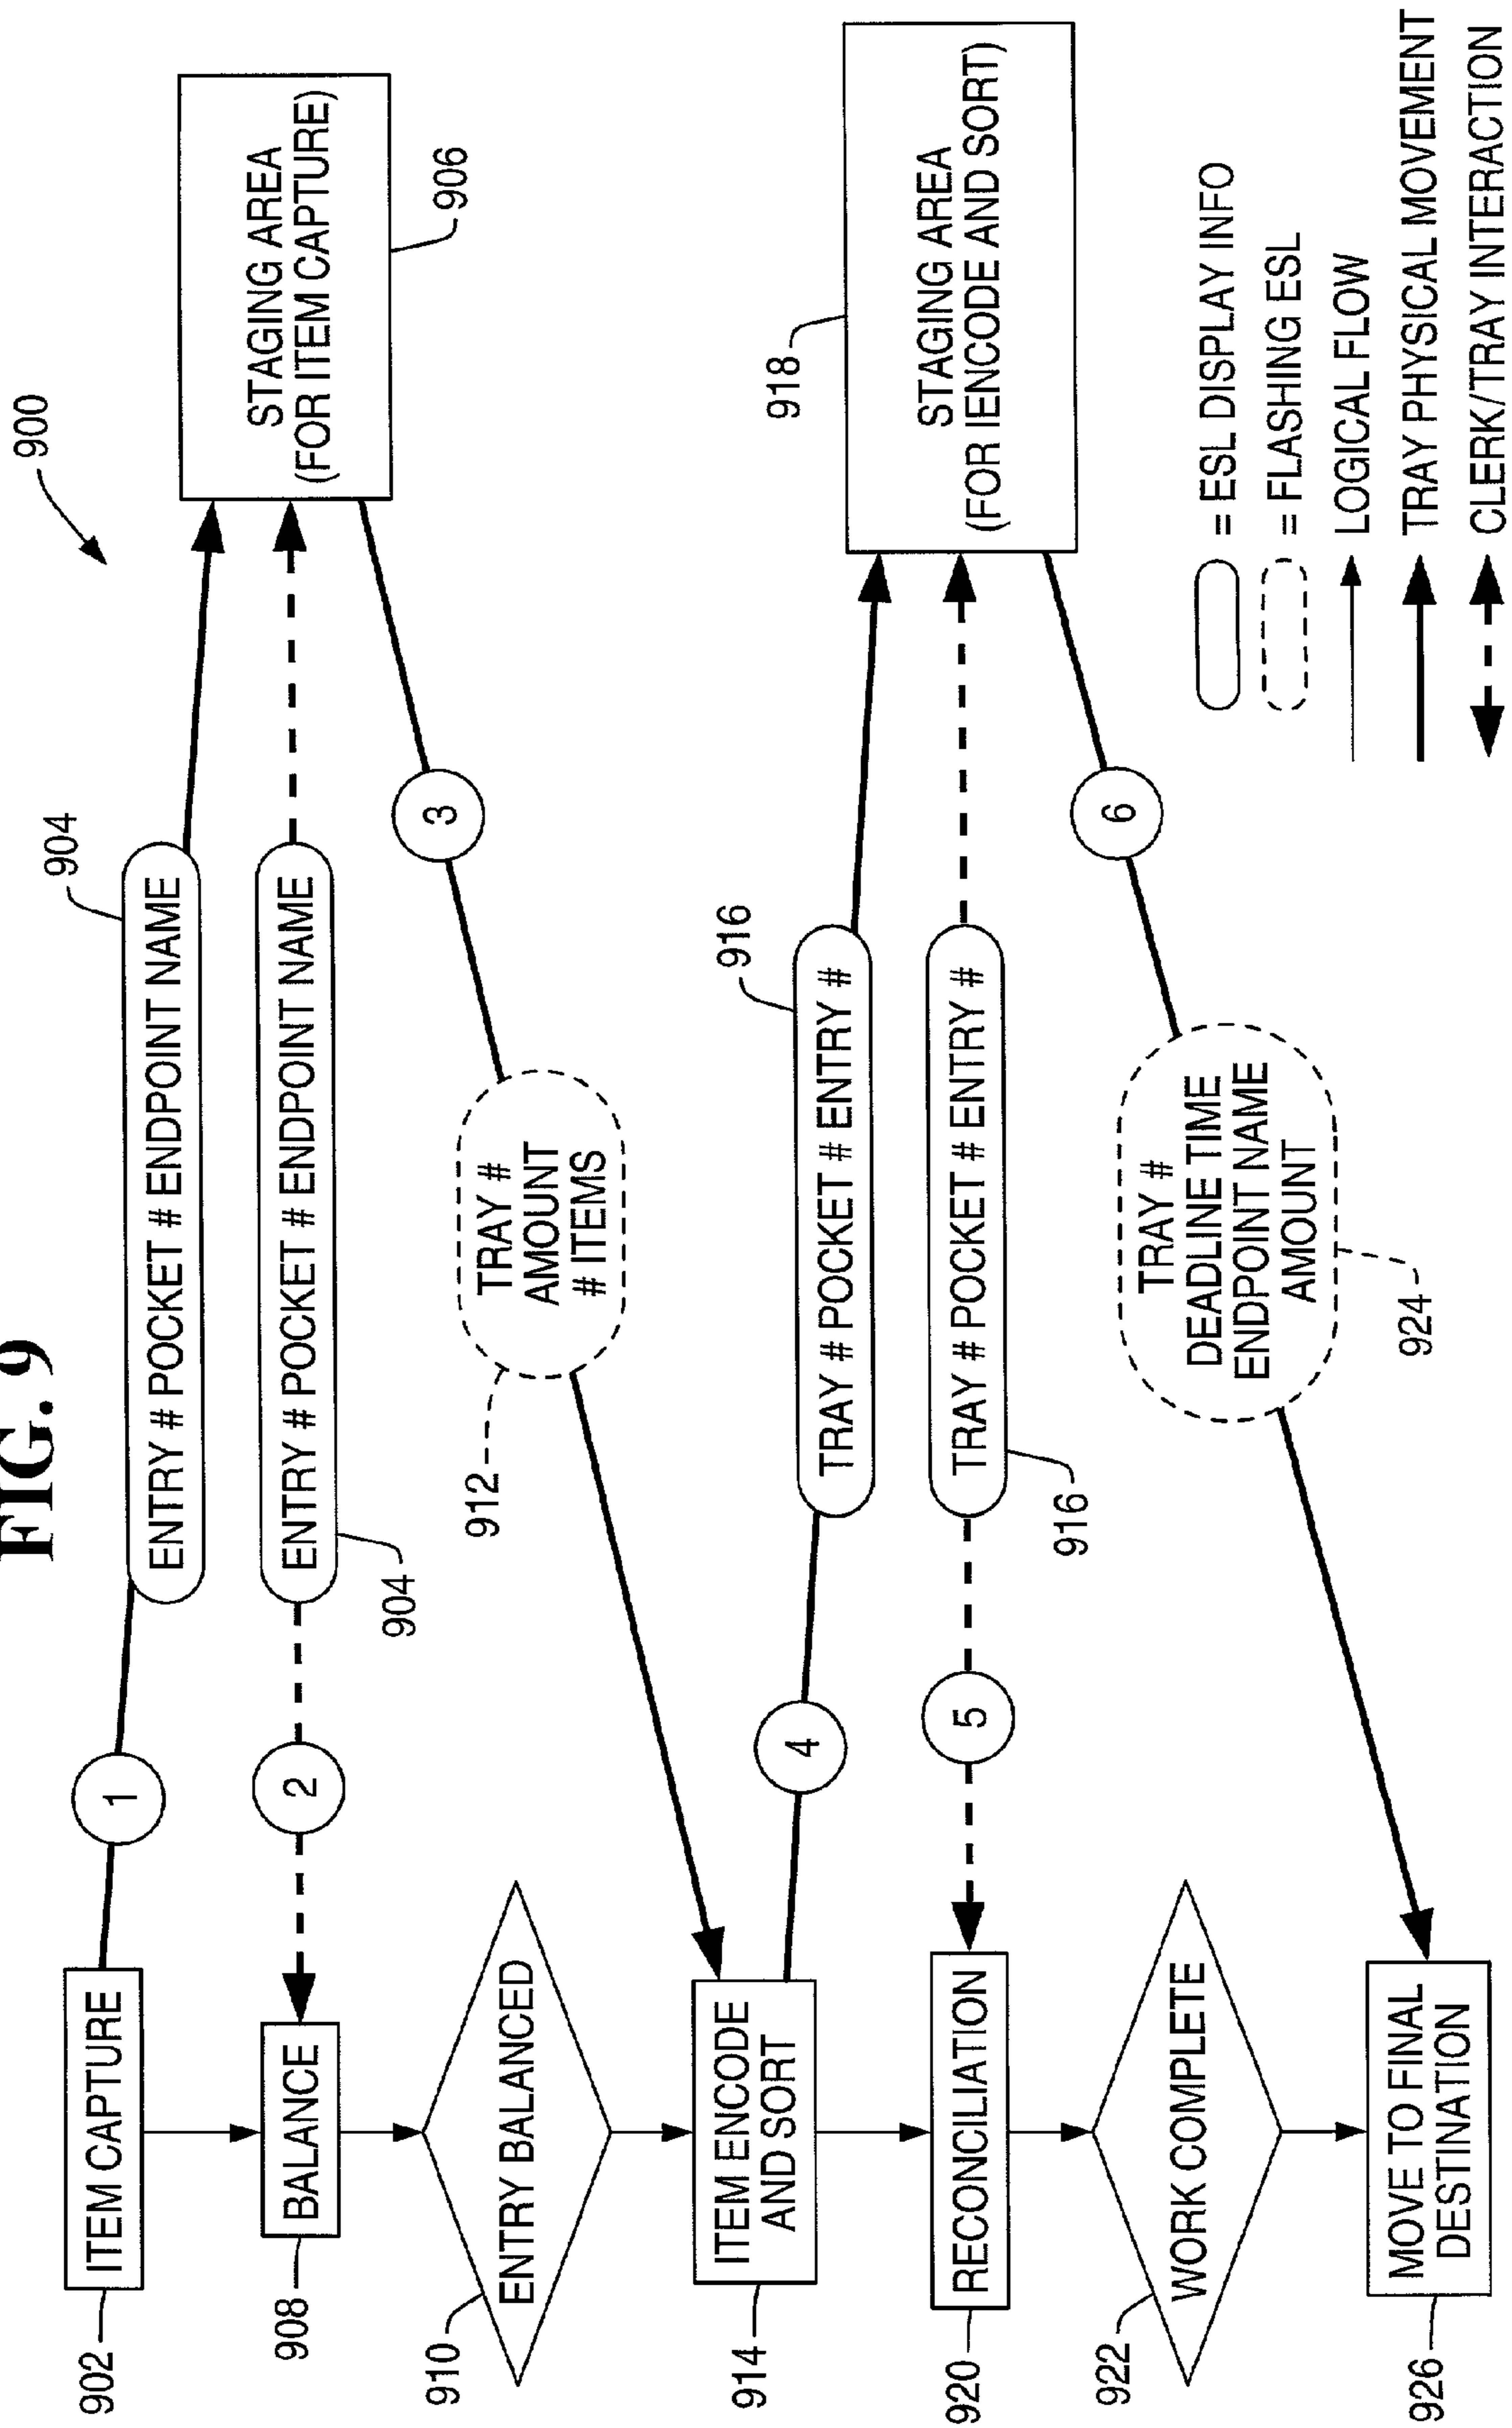 FIG. 9
900
902
ITEM CAPTURE
1
ENTRY # POCKET # ENDPOINT NAME
904
STAGING AREA
(FOR ITEM CAPTURE)
906
908
BALANCE
2
ENTRY # POCKET # ENDPOINT NAME
904
910
ENTRY BALANCED
912
TRAY #
AMOUNT
# ITEMS
3
914
ITEM ENCODE
AND SORT
4
TRAY # POCKET # ENTRY #
916
918
STAGING AREA
(FOR IENCODE AND SORT)
920
RECONCILIATION
5
TRAY # POCKET # ENTRY #
916
922
WORK COMPLETE
TRAY #
DEADLINE TIME
ENDPOINT NAME
AMOUNT
924
6
926
MOVE TO FINAL
DESTINATION
= ESL DISPLAY INFO
= FLASHING ESL
LOGICAL FLOW
TRAY PHYSICAL MOVEMENT
CLERK/TRAY INTERACTION